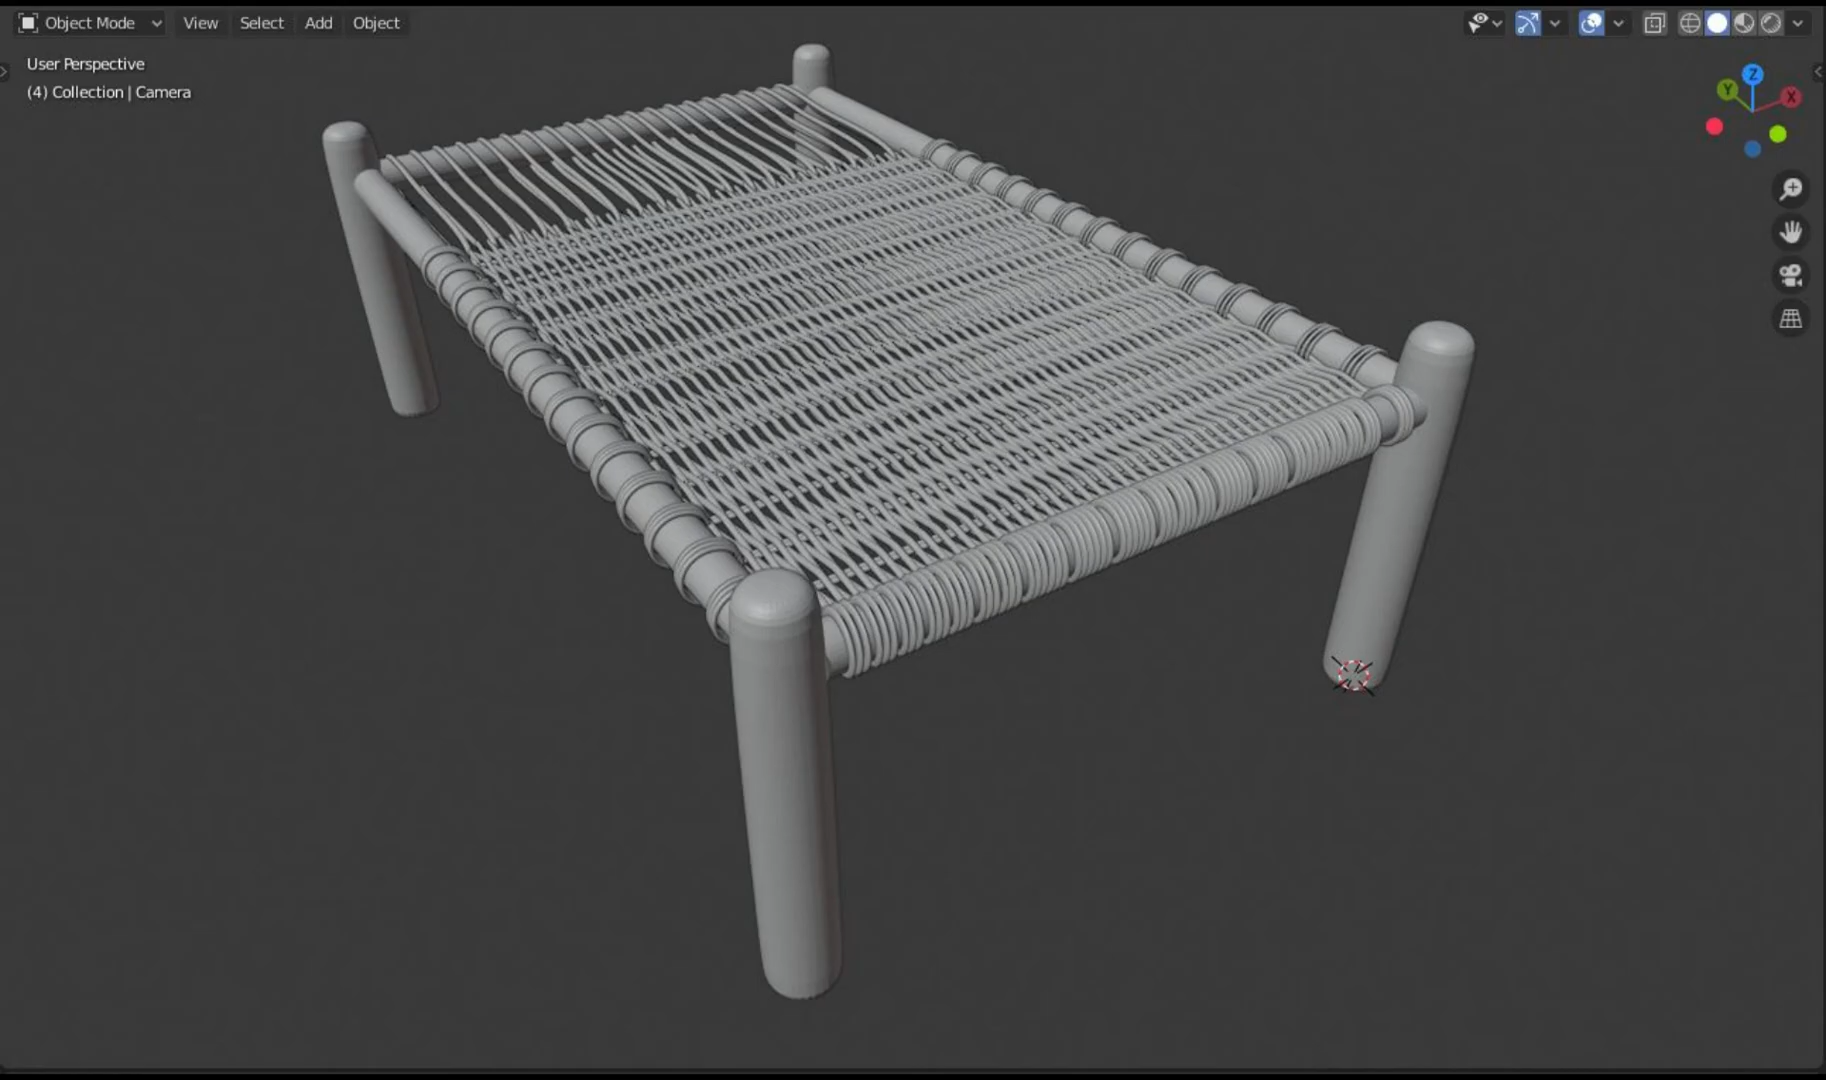 Object Mode View Select Add Object
User Perspective
(4) Collection | Camera
Z
Y
X